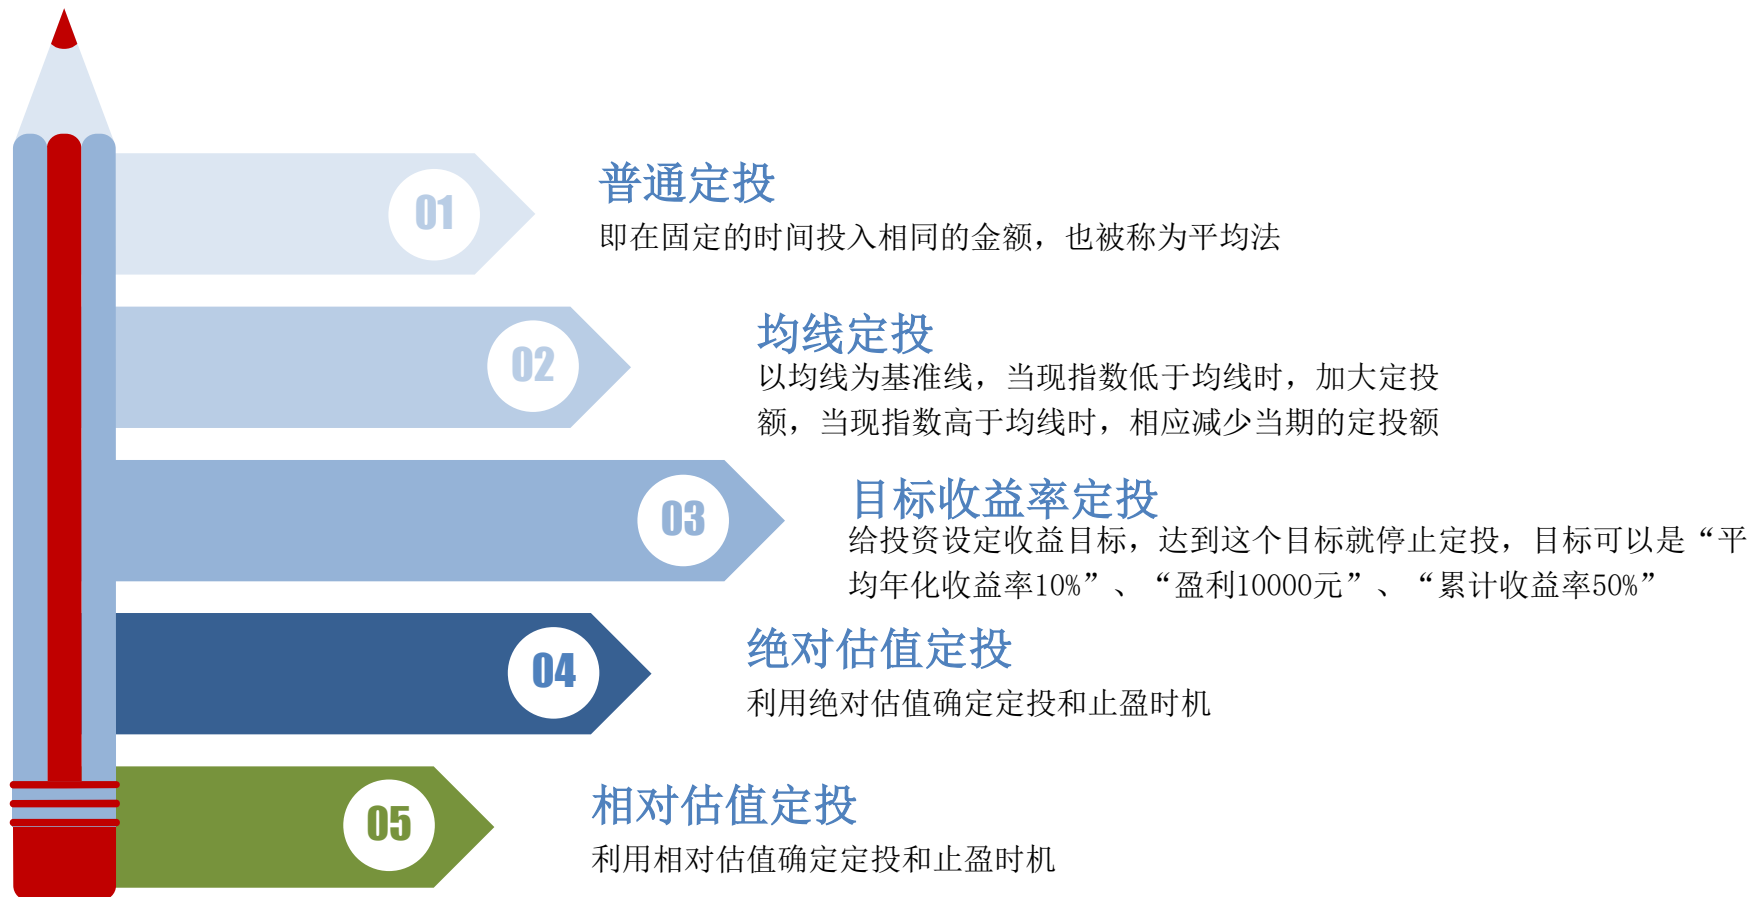 01
普通定投
即在固定的时间投入相同的金额，也被称为平均法
02
均线定投
以均线为基准线，当现指数低于均线时，加大定投
额，当现指数高于均线时，相应减少当期的定投额
03
目标收益率定投
给投资设定收益目标，达到这个目标就停止定投，目标可以是“平
均年化收益率10%”、“盈利10000元”、“累计收益率50%”
04
绝对估值定投
利用绝对估值确定定投和止盈时机
05
相对估值定投
利用相对估值确定定投和止盈时机